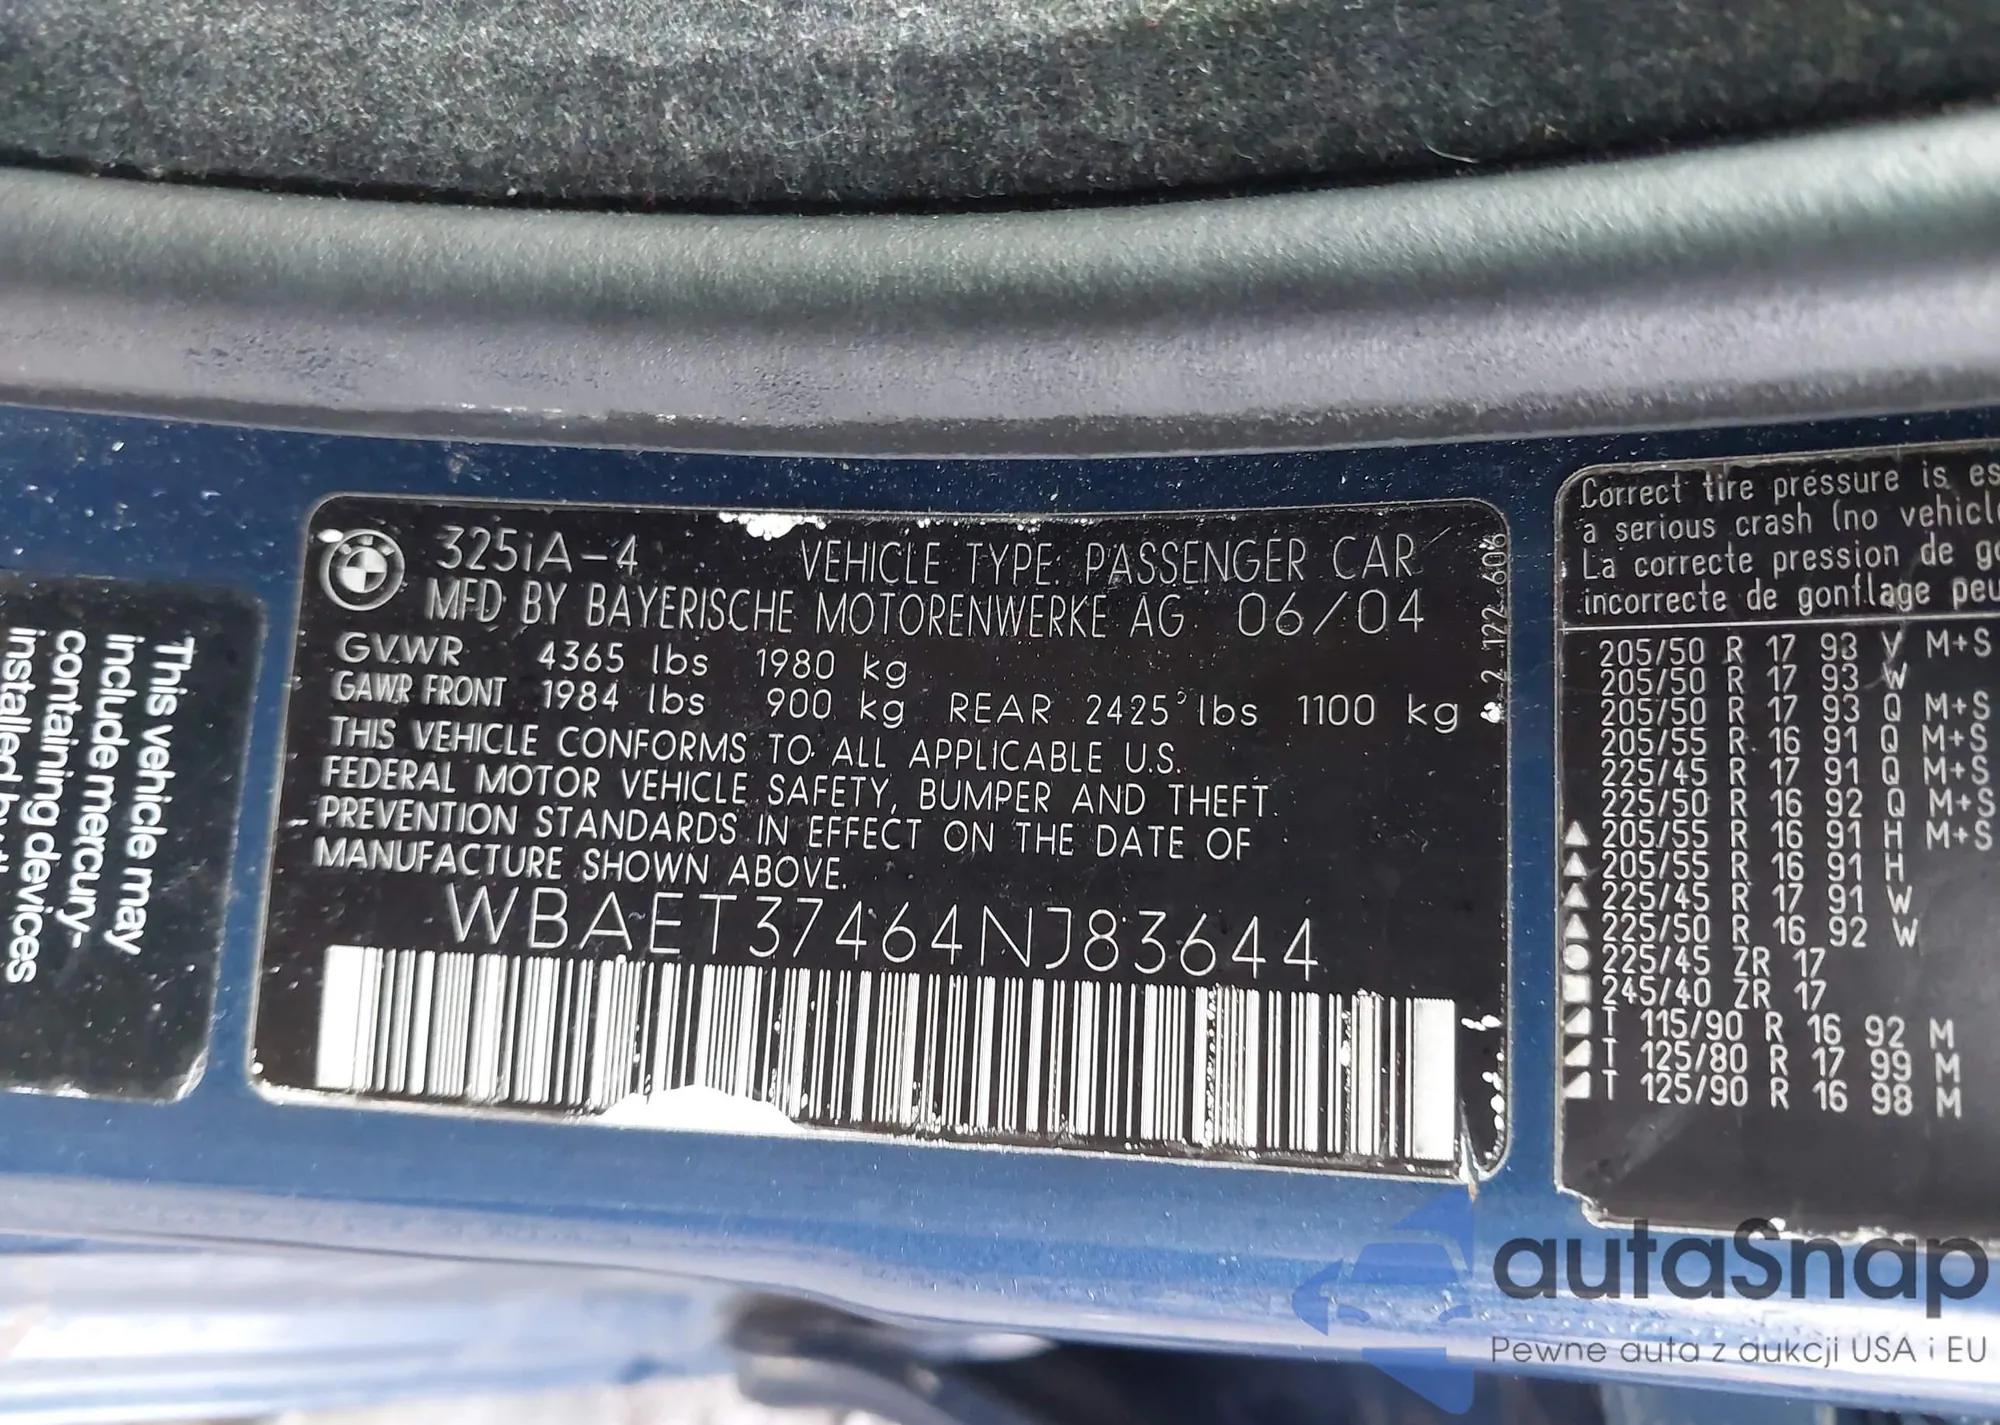 325iA-4 VEHICLE TYPE: PASSENGER CAR
MFD BY BAYERISCHE MOTORENWERKE AG 06/04
GVWR 4365 lbs 1980 kg
GAWR FRONT 1984 lbs 900 kg REAR 2425 lbs 1100 kg
THIS VEHICLE CONFORMS TO ALL APPLICABLE U.S.
FEDERAL MOTOR VEHICLE SAFETY, BUMPER AND THEFT
PREVENTION STANDARDS IN EFFECT ON THE DATE OF
MANUFACTURE SHOWN ABOVE.
WBAET37464NJ83644
This vehicle may
include mercury-
containing devices
installed by
Correct tire pressure is
a serious crash (no
La correcte pression de
incorrecte de gonflage
205/50 R 17 93 V M+S
205/50 R 17 93 W
205/50 R 17 93 Q M+S
205/55 R 16 91 Q M+S
225/45 R 17 91 Q M+S
225/50 R 16 92 Q M+S
205/55 R 16 91 H M+S
205/55 R 16 91 H
225/45 R 17 91 W
225/50 R 16 92 W
225/45 ZR 17
245/40 ZR 17
T 115/90 R 16 92 M
T 125/80 R 17 99 M
T 125/90 R 16 98 M
autaSnap
Pewne auta z aukcji USA i EU